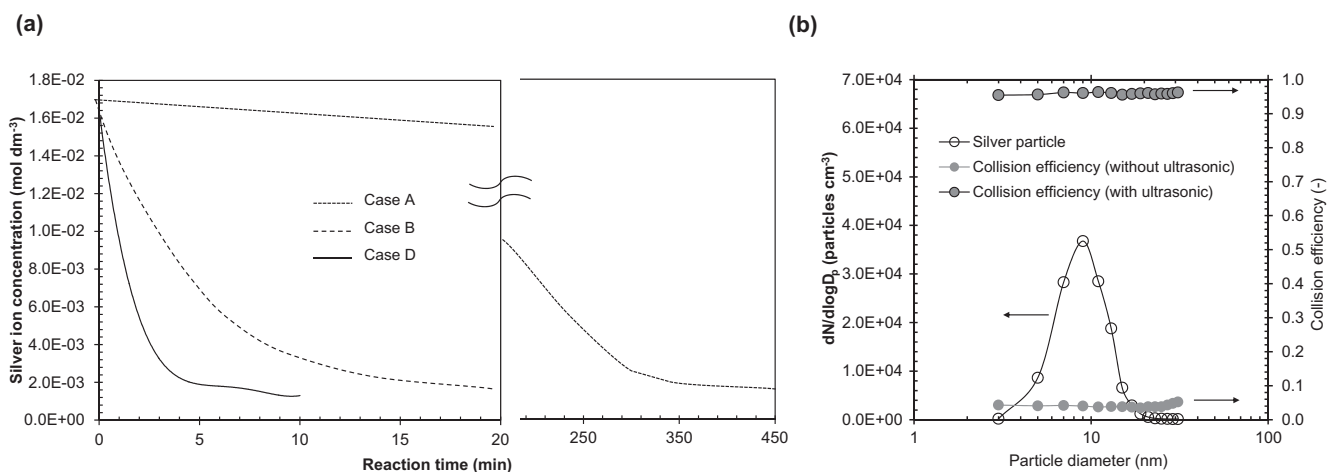 (a)
Silver ion concentration (mol dm⁻³)
1.8E-02
1.6E-02
1.4E-02
1.2E-02
1.0E-02
8.0E-03
6.0E-03
4.0E-03
2.0E-03
0.0E+00
Case A
Case B
Case D
0
5
10
15
20
250
350
450
Reaction time (min)
(b)
dN/dlogDₚ (particles cm⁻³)
7.0E+04
6.0E+04
5.0E+04
4.0E+04
3.0E+04
2.0E+04
1.0E+04
0.0E+00
Silver particle
Collision efficiency (without ultrasonic)
Collision efficiency (with ultrasonic)
1.0
0.9
0.8
0.7
0.6
0.5
0.4
0.3
0.2
0.1
0.0
Collision efficiency (-)
1
10
100
Particle diameter (nm)